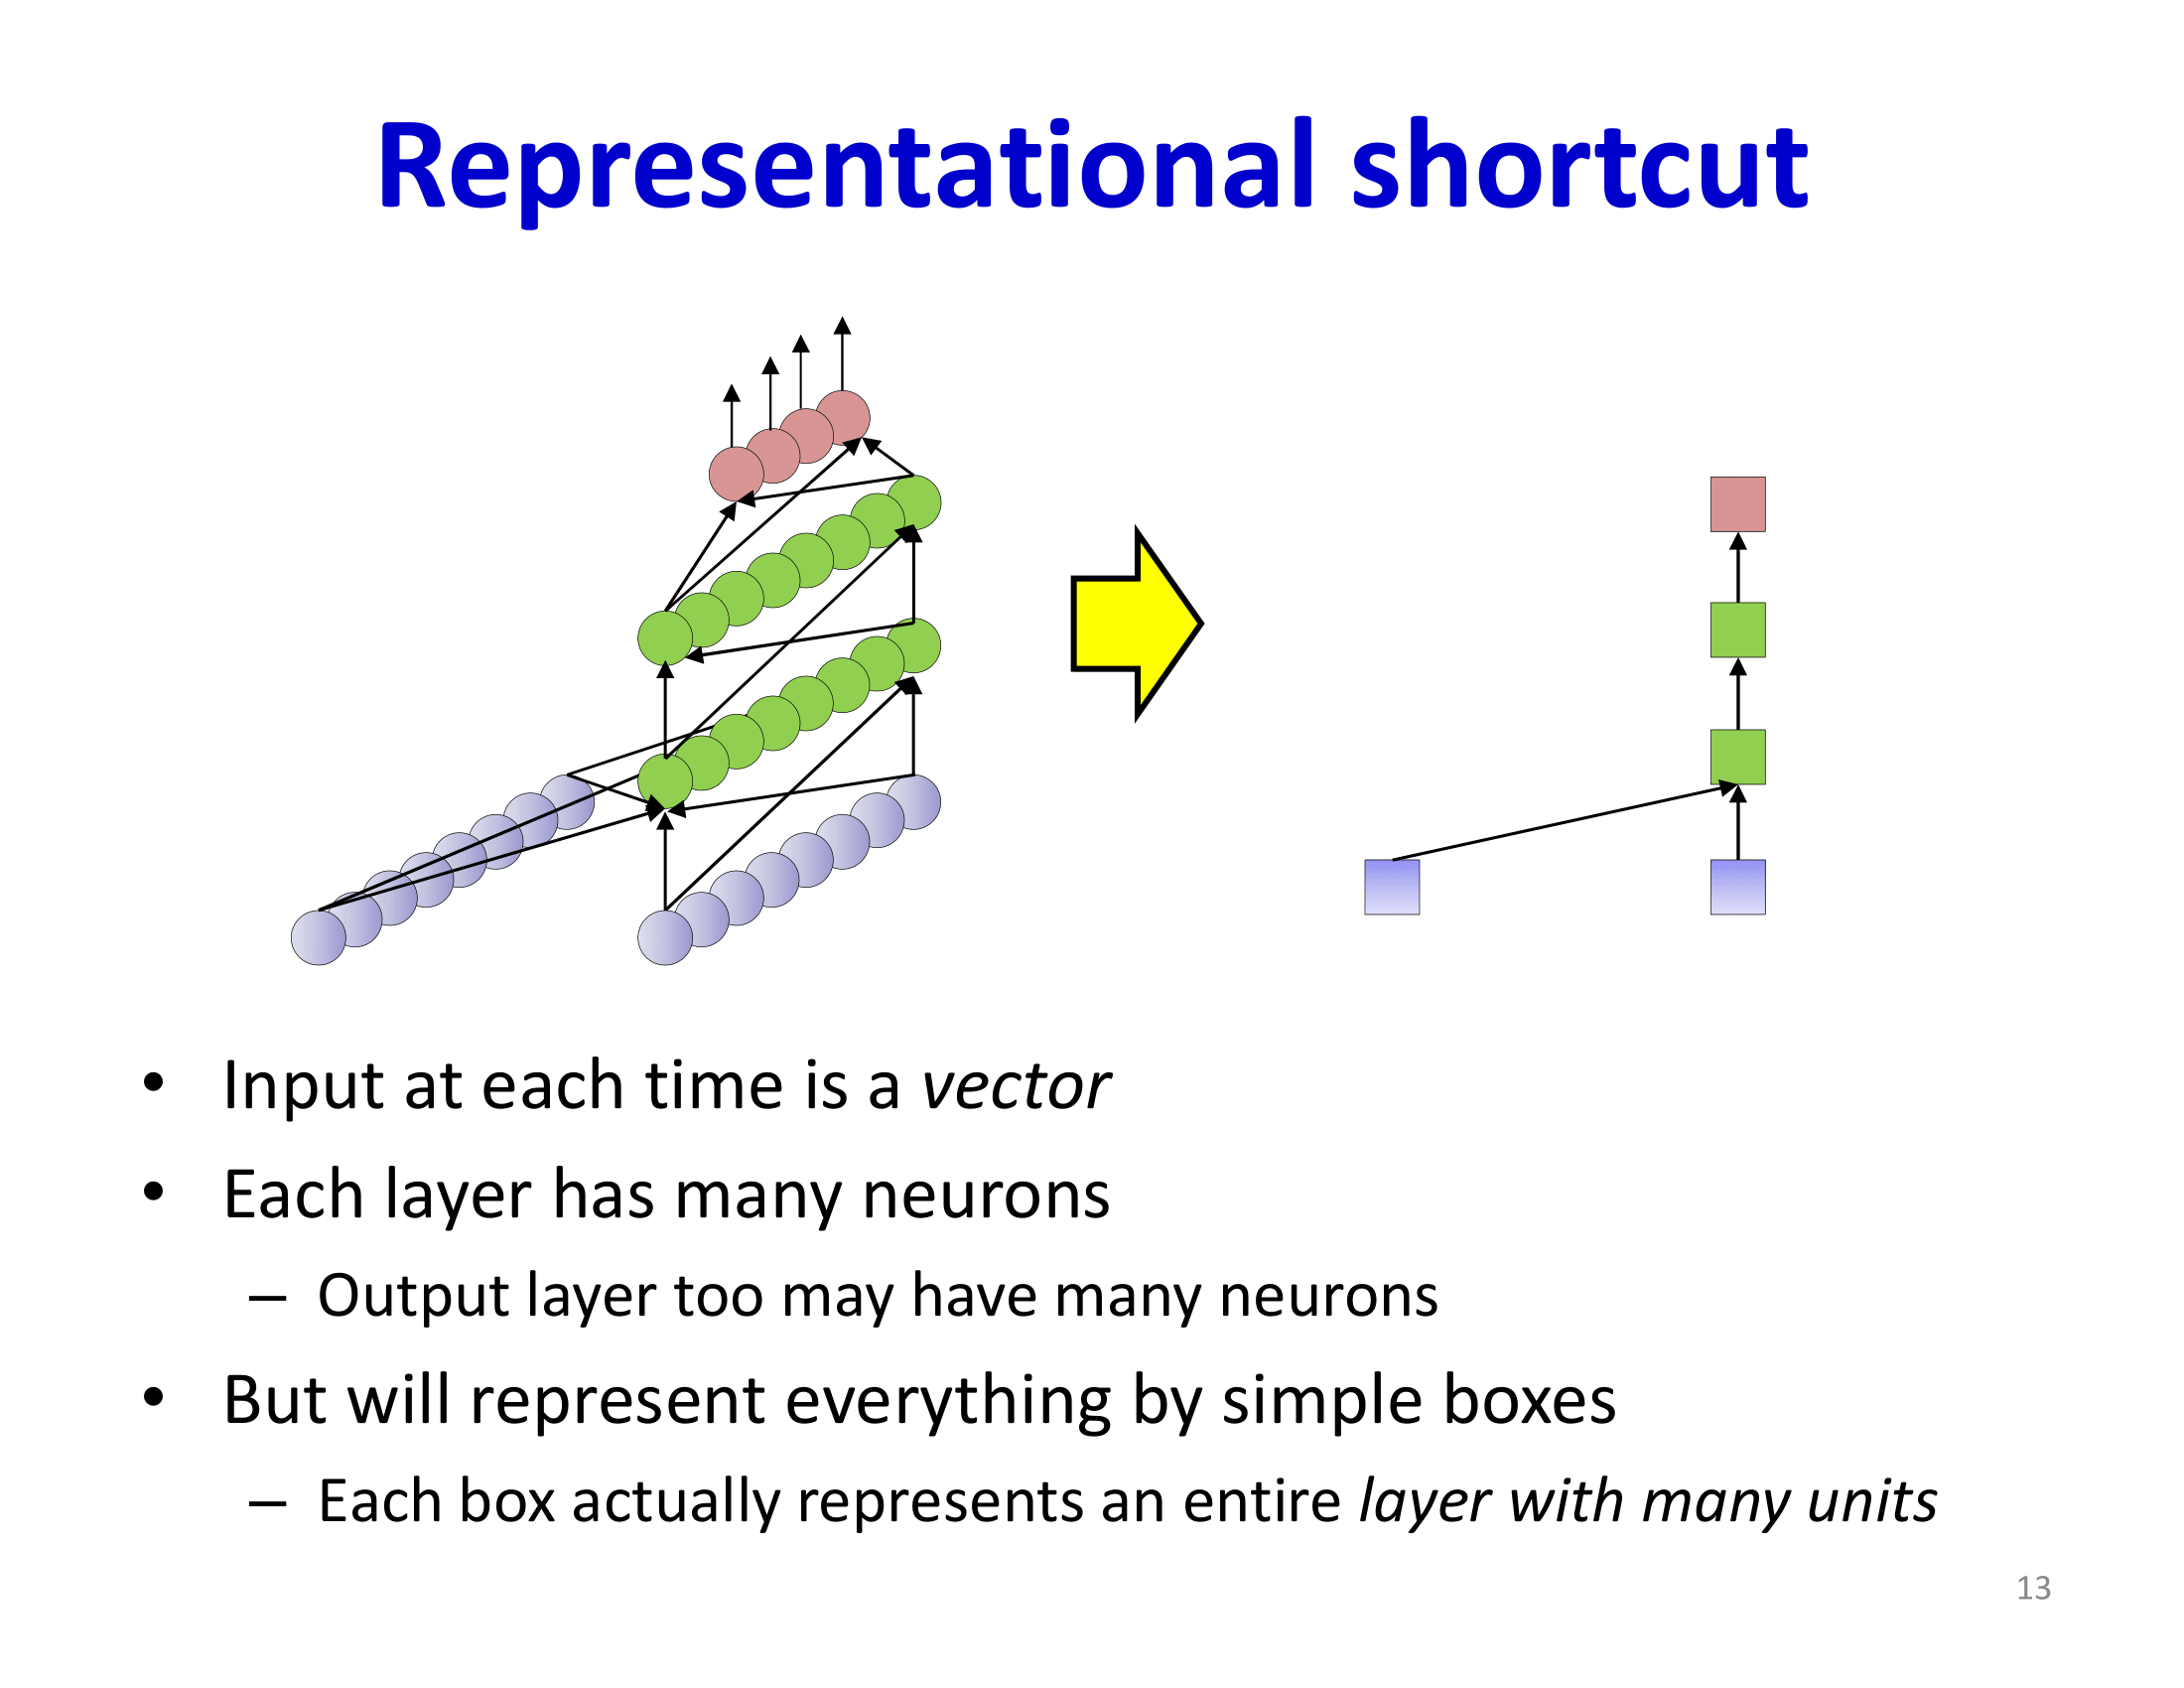 Representational shortcut
• Input at each time is a vector
• Each layer has many neurons
– Output layer too may have many neurons
• But will represent everything by simple boxes
– Each box actually represents an entire layer with many units
13